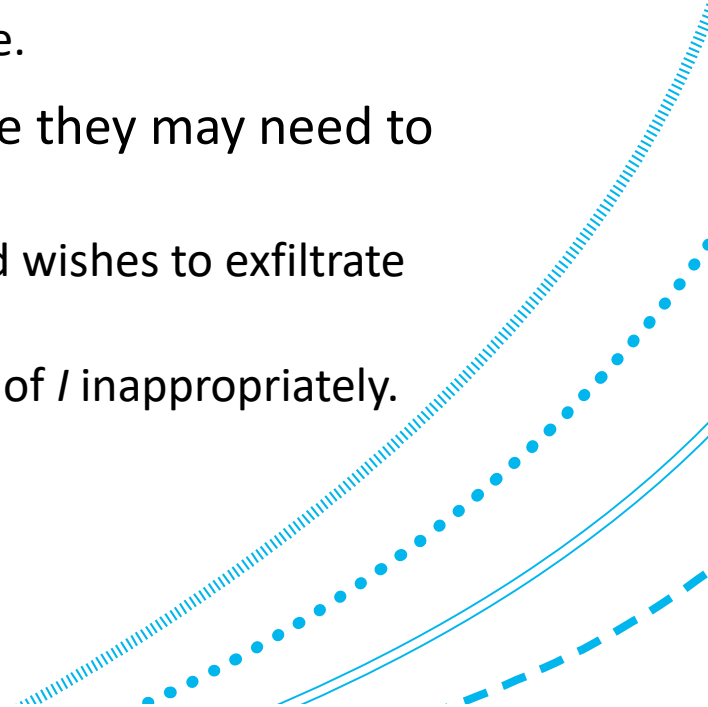 e.
e they may need to
d wishes to exfiltrate
of I inappropriately.